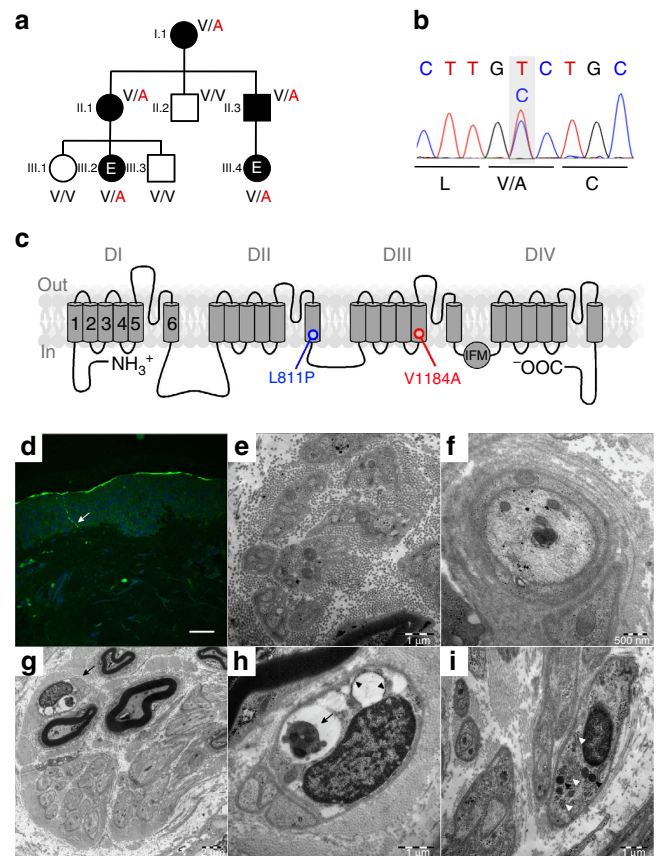 a
V/A
I.1
V/A
V/V
V/A
II.1
II.2
II.3
III.1
III.2
E
III.3
III.4
E
V/V
V/A
V/V
V/A
b
C T T G T C T G C
C
L
V/A
C
c
DI
DII
DIII
DIV
Out
1 2 3 4 5 6
In
NH3+
L811P
V1184A
IFM
⁻OOC
d
e
1 µm
f
500 nm
g
h
1 µm
i
1 µm